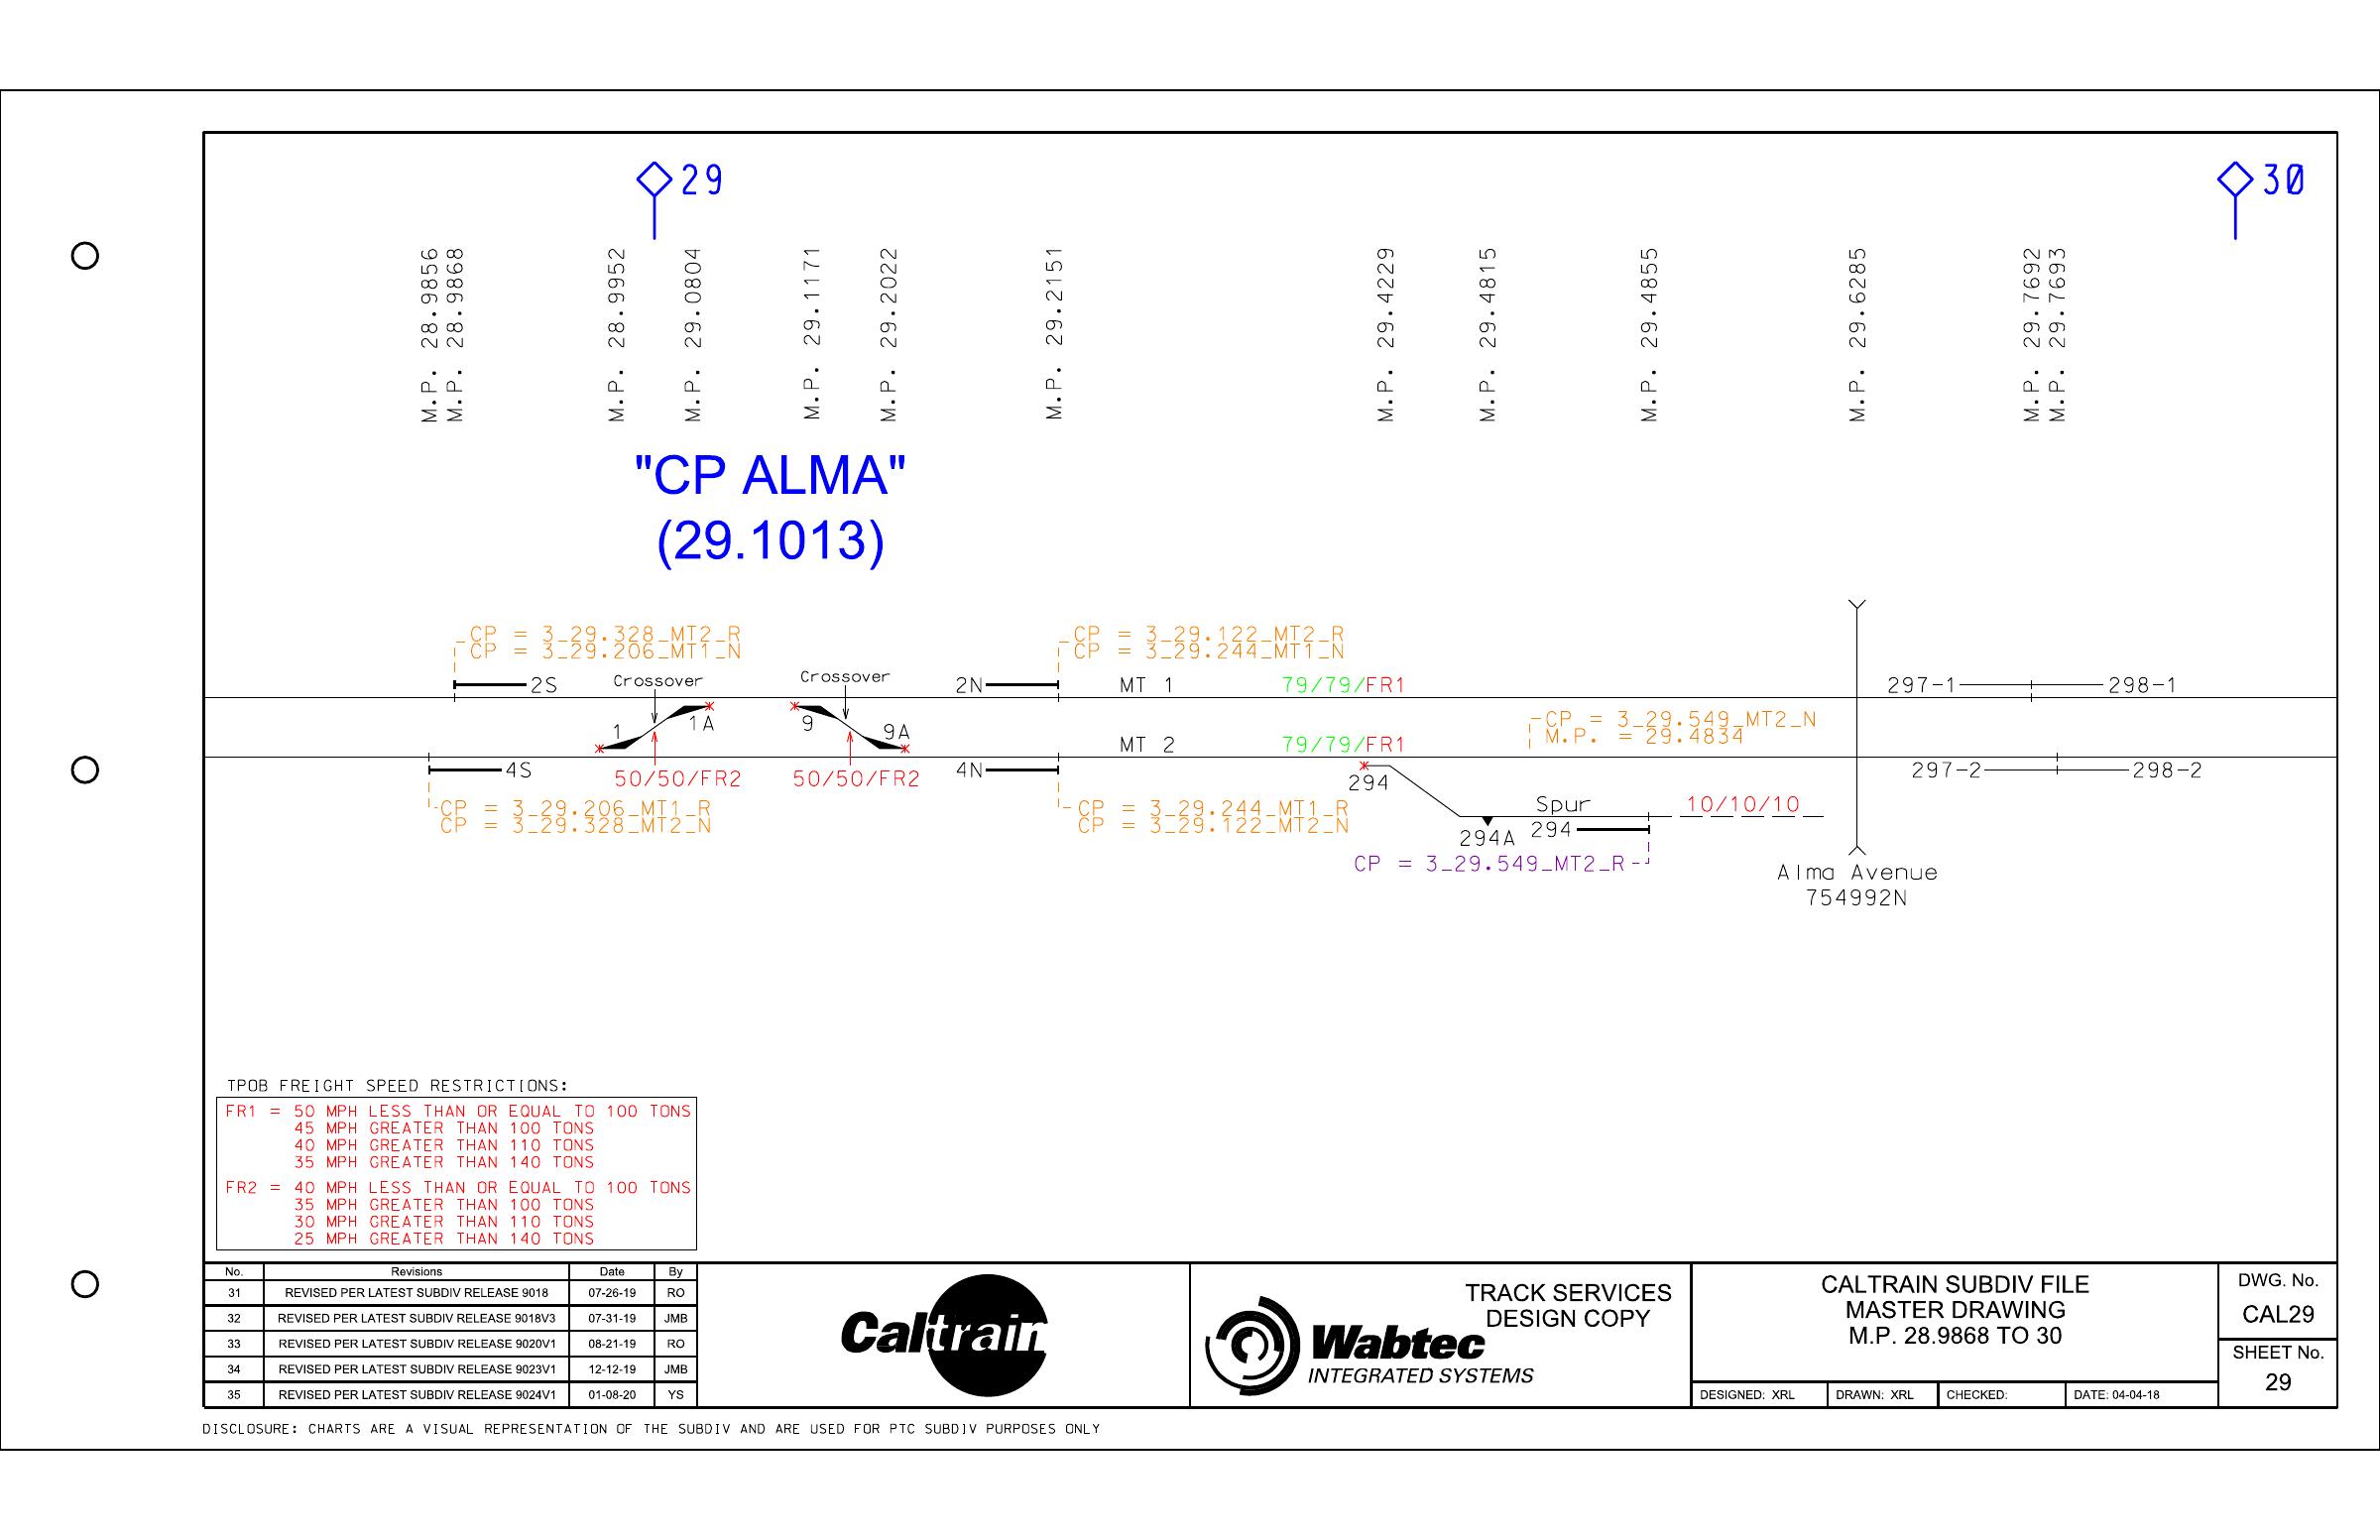 29
30
M.P. 28.9856
M.P. 28.9868
M.P. 28.9952
M.P. 29.0804
M.P. 29.1171
M.P. 29.2022
M.P. 29.2151
M.P. 29.4229
M.P. 29.4815
M.P. 29.4855
M.P. 29.6285
M.P. 29.7692
M.P. 29.7693
"CP ALMA"
(29.1013)
CP = 3_29.328_MT2_R
CP = 3_29.206_MT1_N
CP = 3_29.122_MT2_R
CP = 3_29.244_MT1_N
2S
Crossover
Crossover
2N
MT 1
79/79/FR1
297-1
298-1
1
1A
9
9A
CP = 3_29.549_MT2_N
M.P. = 29.4834
MT 2
79/79/FR1
4S
50/50/FR2
50/50/FR2
4N
294
297-2
298-2
CP = 3_29.206_MT1_R
CP = 3_29.328_MT2_N
CP = 3_29.244_MT1_R
CP = 3_29.122_MT2_N
Spur
10/10/10
294A
294
CP = 3_29.549_MT2_R
Alma Avenue
754992N
TPOB FREIGHT SPEED RESTRICTIONS:
FR1 = 50 MPH LESS THAN OR EQUAL TO 100 TONS
45 MPH GREATER THAN 100 TONS
40 MPH GREATER THAN 110 TONS
35 MPH GREATER THAN 140 TONS
FR2 = 40 MPH LESS THAN OR EQUAL TO 100 TONS
35 MPH GREATER THAN 100 TONS
30 MPH GREATER THAN 110 TONS
25 MPH GREATER THAN 140 TONS
No. Revisions Date By
31 REVISED PER LATEST SUBDIV RELEASE 9018 07-26-19 RO
32 REVISED PER LATEST SUBDIV RELEASE 9018V3 07-31-19 JMB
33 REVISED PER LATEST SUBDIV RELEASE 9020V1 08-21-19 RO
34 REVISED PER LATEST SUBDIV RELEASE 9023V1 12-12-19 JMB
35 REVISED PER LATEST SUBDIV RELEASE 9024V1 01-08-20 YS
Caltrain
TRACK SERVICES
DESIGN COPY
Wabtec
INTEGRATED SYSTEMS
CALTRAIN SUBDIV FILE
MASTER DRAWING
M.P. 28.9868 TO 30
DESIGNED: XRL
DRAWN: XRL
CHECKED:
DATE: 04-04-18
DWG. No.
CAL29
SHEET No.
29
DISCLOSURE: CHARTS ARE A VISUAL REPRESENTATION OF THE SUBDIV AND ARE USED FOR PTC SUBDIV PURPOSES ONLY